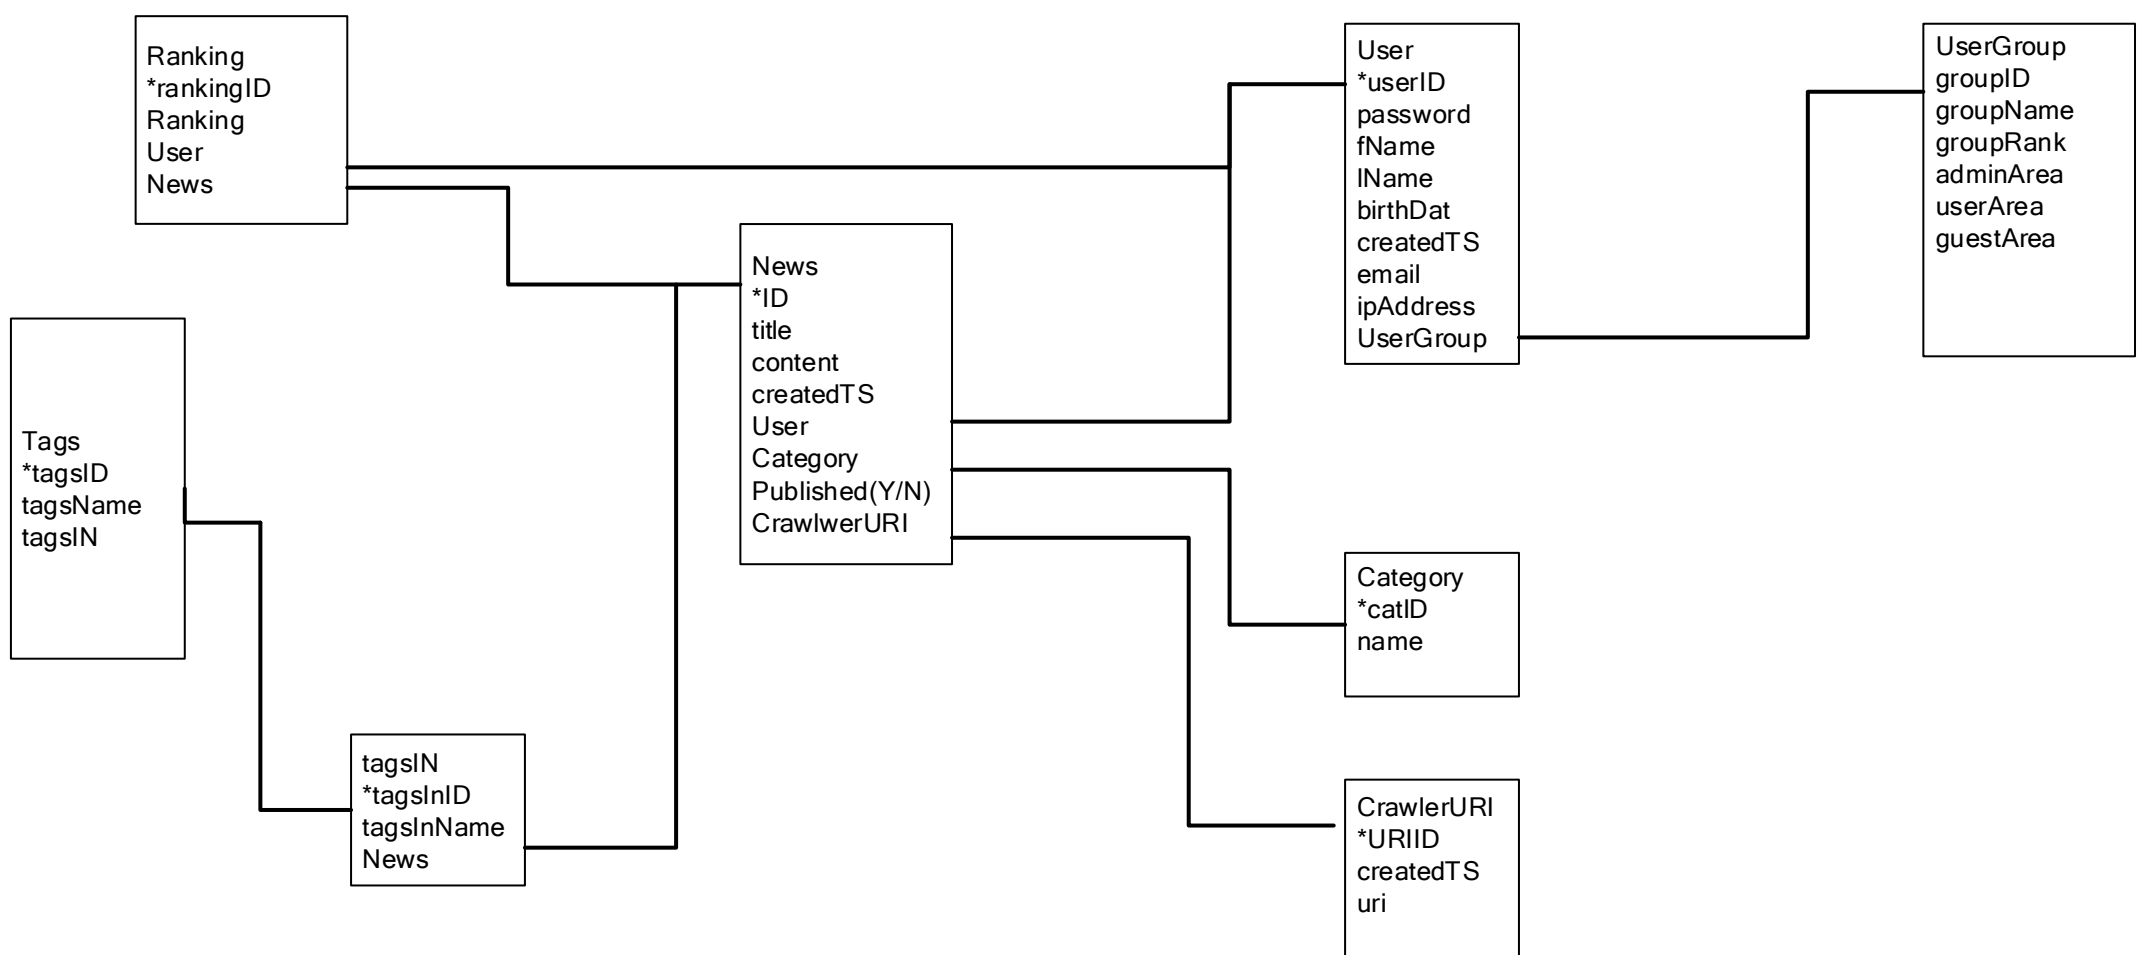 Ranking
*rankingID
Ranking
User
News
User
*userID
password
fName
lName
birthDat
createdTS
email
ipAddress
UserGroup
UserGroup
groupID
groupName
groupRank
adminArea
userArea
guestArea
News
*ID
title
content
createdTS
User
Category
Published(Y/N)
CrawlwerURI
Tags
*tagsID
tagsName
tagsIN
Category
*catID
name
tagsIN
*tagsInID
tagsInName
News
CrawlerURI
*URIID
createdTS
uri